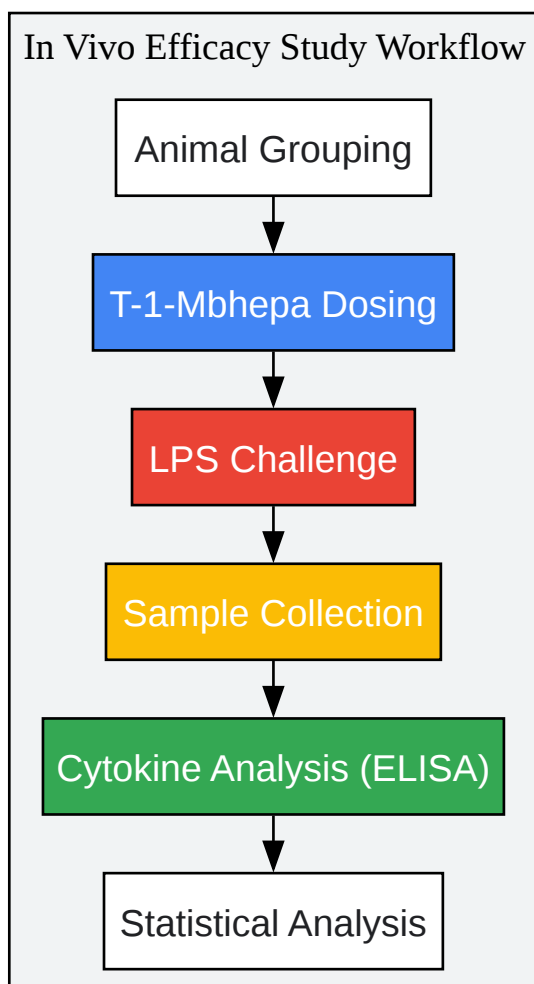 In Vivo Efficacy Study Workflow
Animal Grouping
T-1-Mbhepa Dosing
LPS Challenge
Sample Collection
Cytokine Analysis (ELISA)
Statistical Analysis